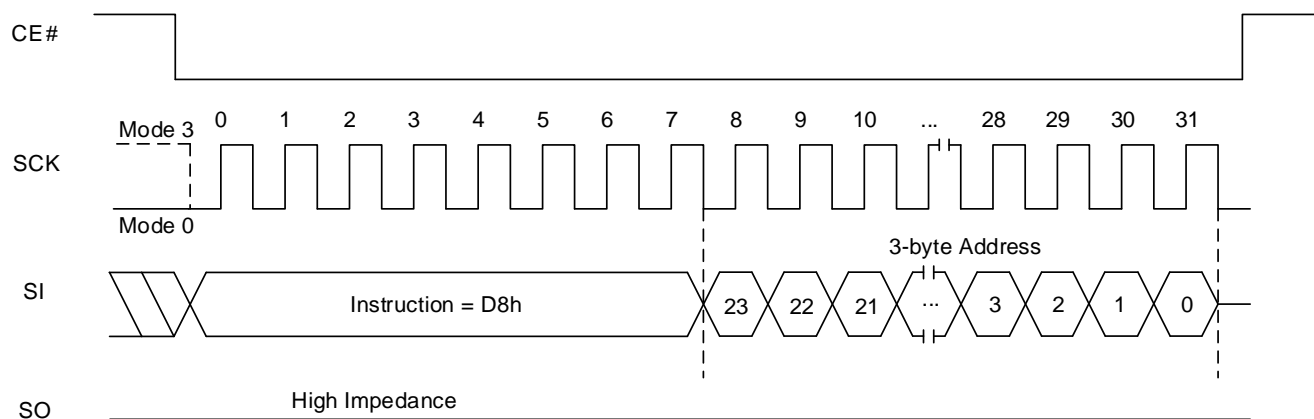 CE#
Mode 3
0 1 2 3 4 5 6 7 8 9 10 ... 28 29 30 31
SCK
Mode 0
3-byte Address
SI
Instruction = D8h
23 22 21 ... 3 2 1 0
High Impedance
SO